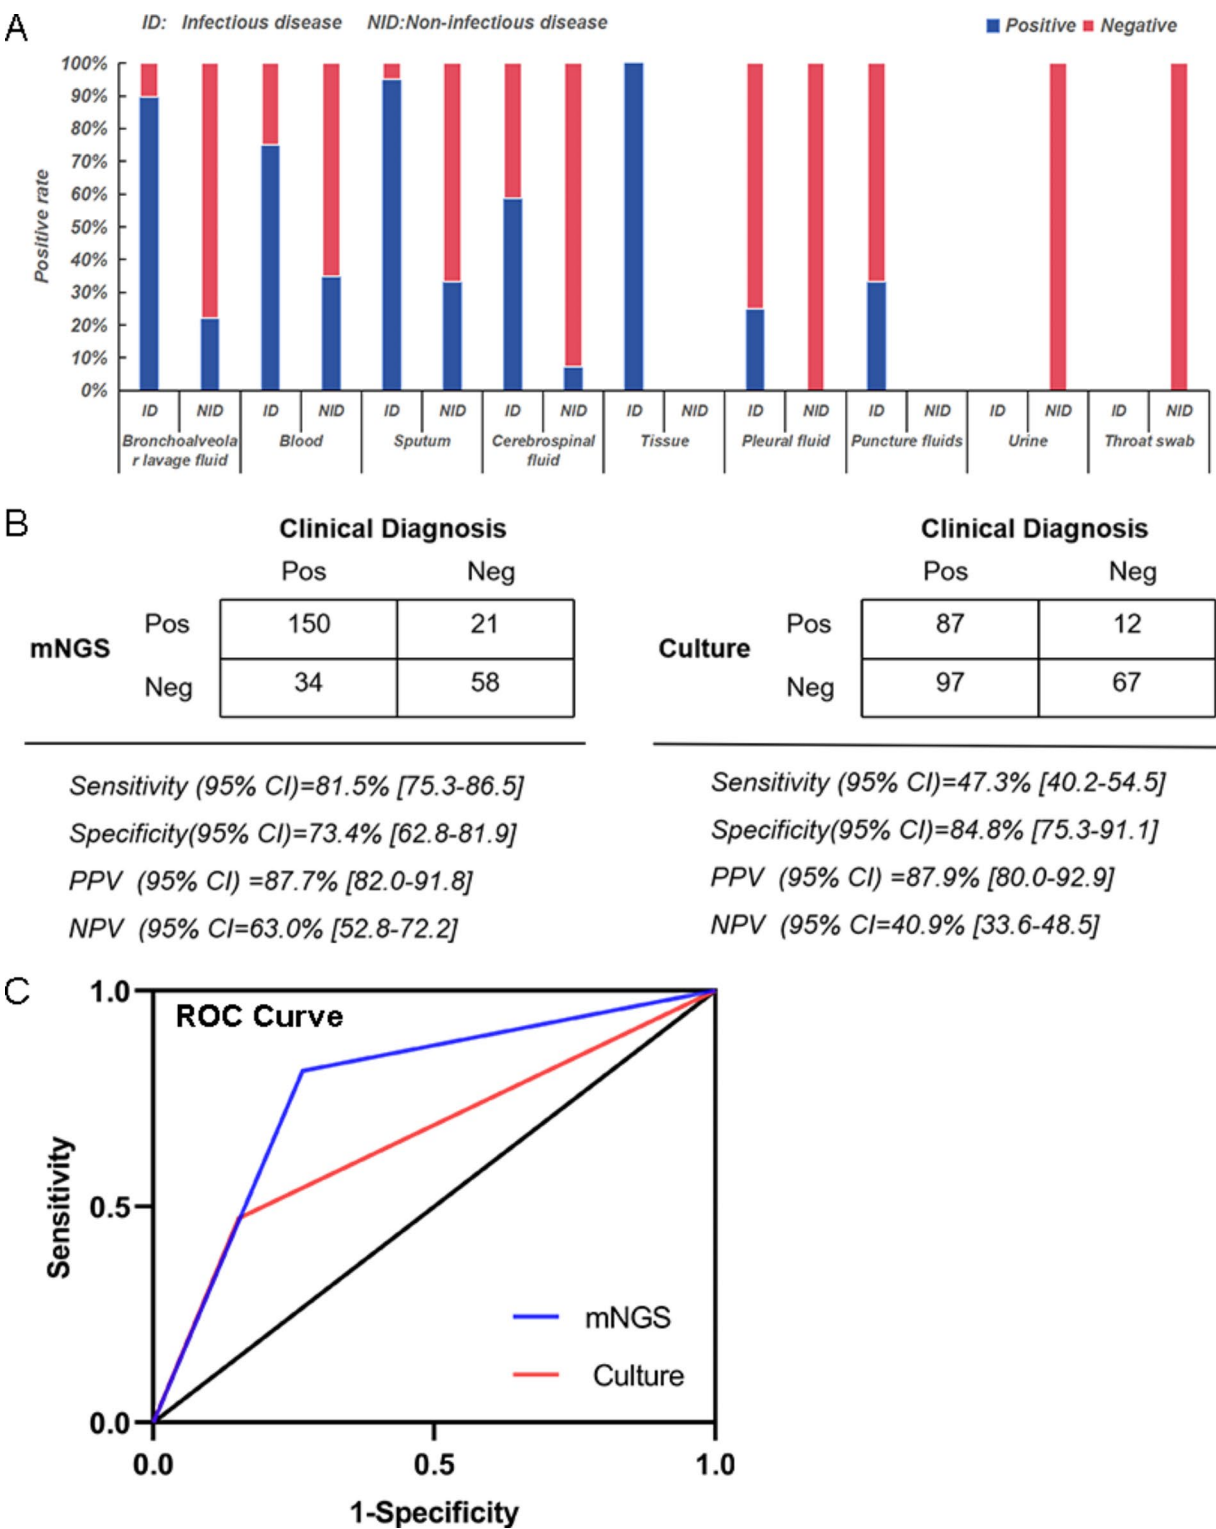 A
ID: Infectious disease NID:Non-infectious disease
Positive Negative
100%
90%
80%
70%
60%
50%
40%
30%
20%
10%
0%
Positive rate
ID NID ID NID ID NID ID NID ID NID ID NID ID NID ID NID ID NID
Bronchoalveola Blood Sputum Cerebrospinal Tissue Pleural fluid Puncture fluids Urine Throat swab
r lavage fluid fluid
B
Clinical Diagnosis
Pos Neg
mNGS
Pos 150 21
Neg 34 58
Sensitivity (95% CI)=81.5% [75.3-86.5]
Specificity(95% CI)=73.4% [62.8-81.9]
PPV (95% CI) =87.7% [82.0-91.8]
NPV (95% CI=63.0% [52.8-72.2]
Clinical Diagnosis
Pos Neg
Culture
Pos 87 12
Neg 97 67
Sensitivity (95% CI)=47.3% [40.2-54.5]
Specificity(95% CI)=84.8% [75.3-91.1]
PPV (95% CI) =87.9% [80.0-92.9]
NPV (95% CI=40.9% [33.6-48.5]
C
ROC Curve
1.0
0.5
0.0
Sensitivity
mNGS
Culture
0.0 0.5 1.0
1-Specificity